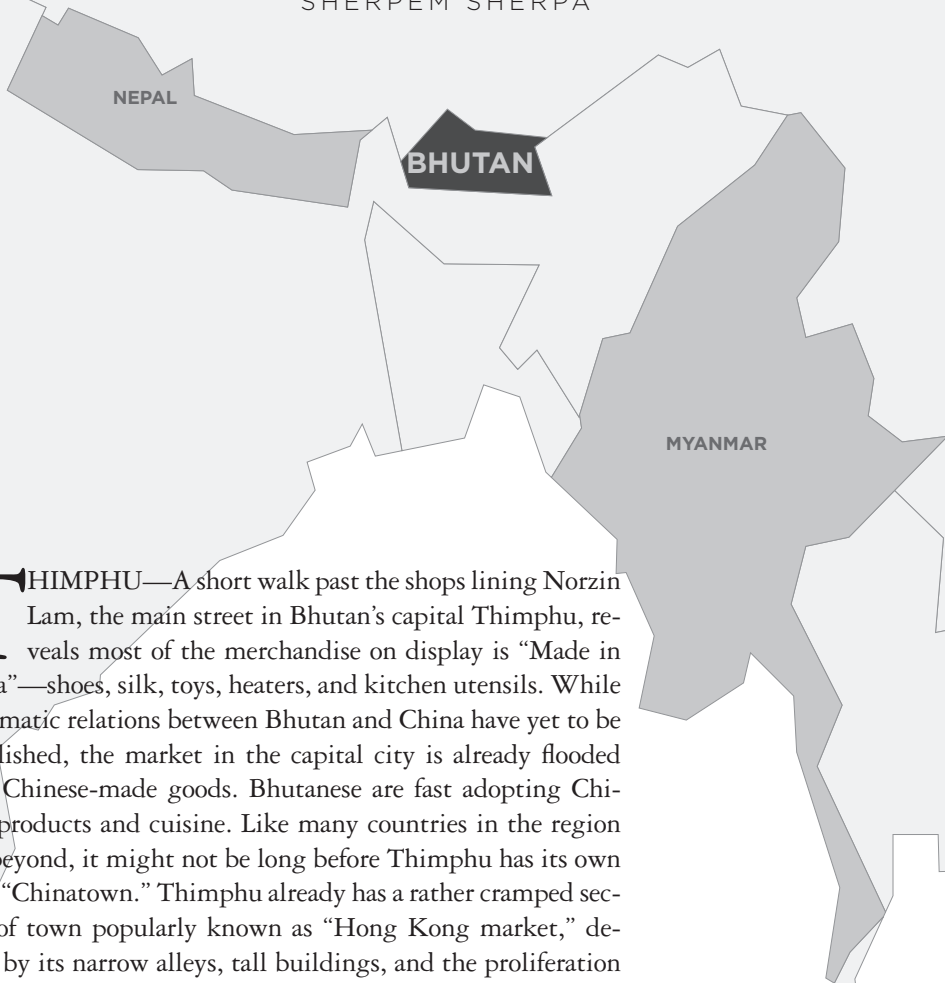 SHERPEM SHERPA
NEPAL
BHUTAN
MYANMAR
THIMPHU—A short walk past the shops lining Norzin
Lam, the main street in Bhutan’s capital Thimphu, re-
veals most of the merchandise on display is “Made in
a”—shoes, silk, toys, heaters, and kitchen utensils. While
matic relations between Bhutan and China have yet to be
lished, the market in the capital city is already flooded
Chinese-made goods. Bhutanese are fast adopting Chi-
products and cuisine. Like many countries in the region
beyond, it might not be long before Thimphu has its own
“Chinatown.” Thimphu already has a rather cramped sec-
of town popularly known as “Hong Kong market,” de-
by its narrow alleys, tall buildings, and the proliferation